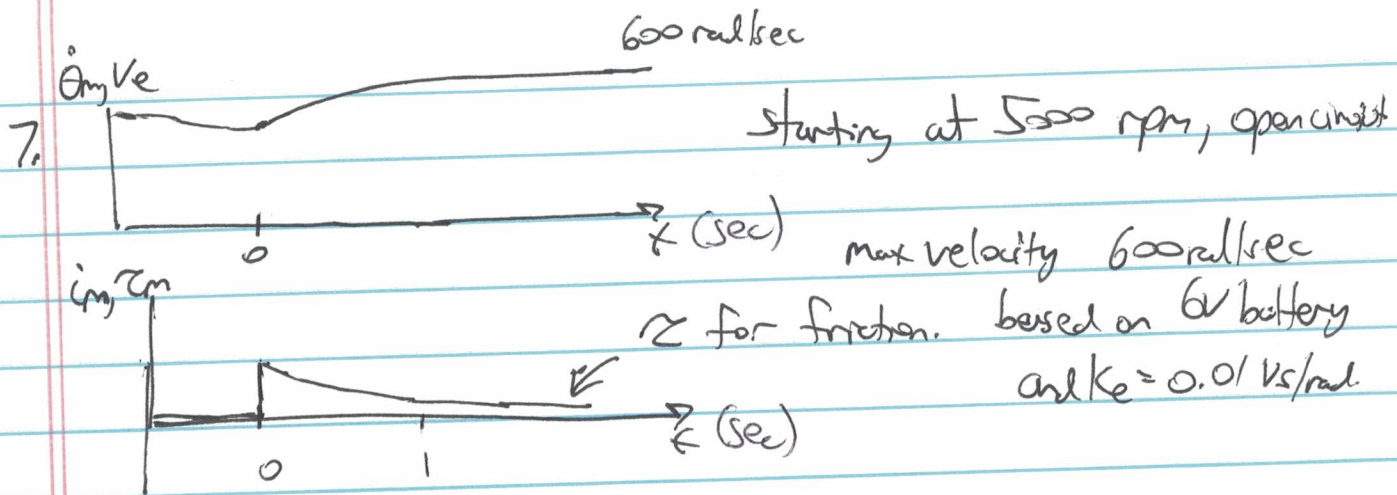 600 rad/sec
θ̇m, Ve
7.
starting at 5000 rpm, open circuit
t (sec)
0
max velocity 600 rad/sec
im, τm
τ for friction.
based on 6V battery
and Ke = 0.01 Vs/rad.
t (sec)
0 1